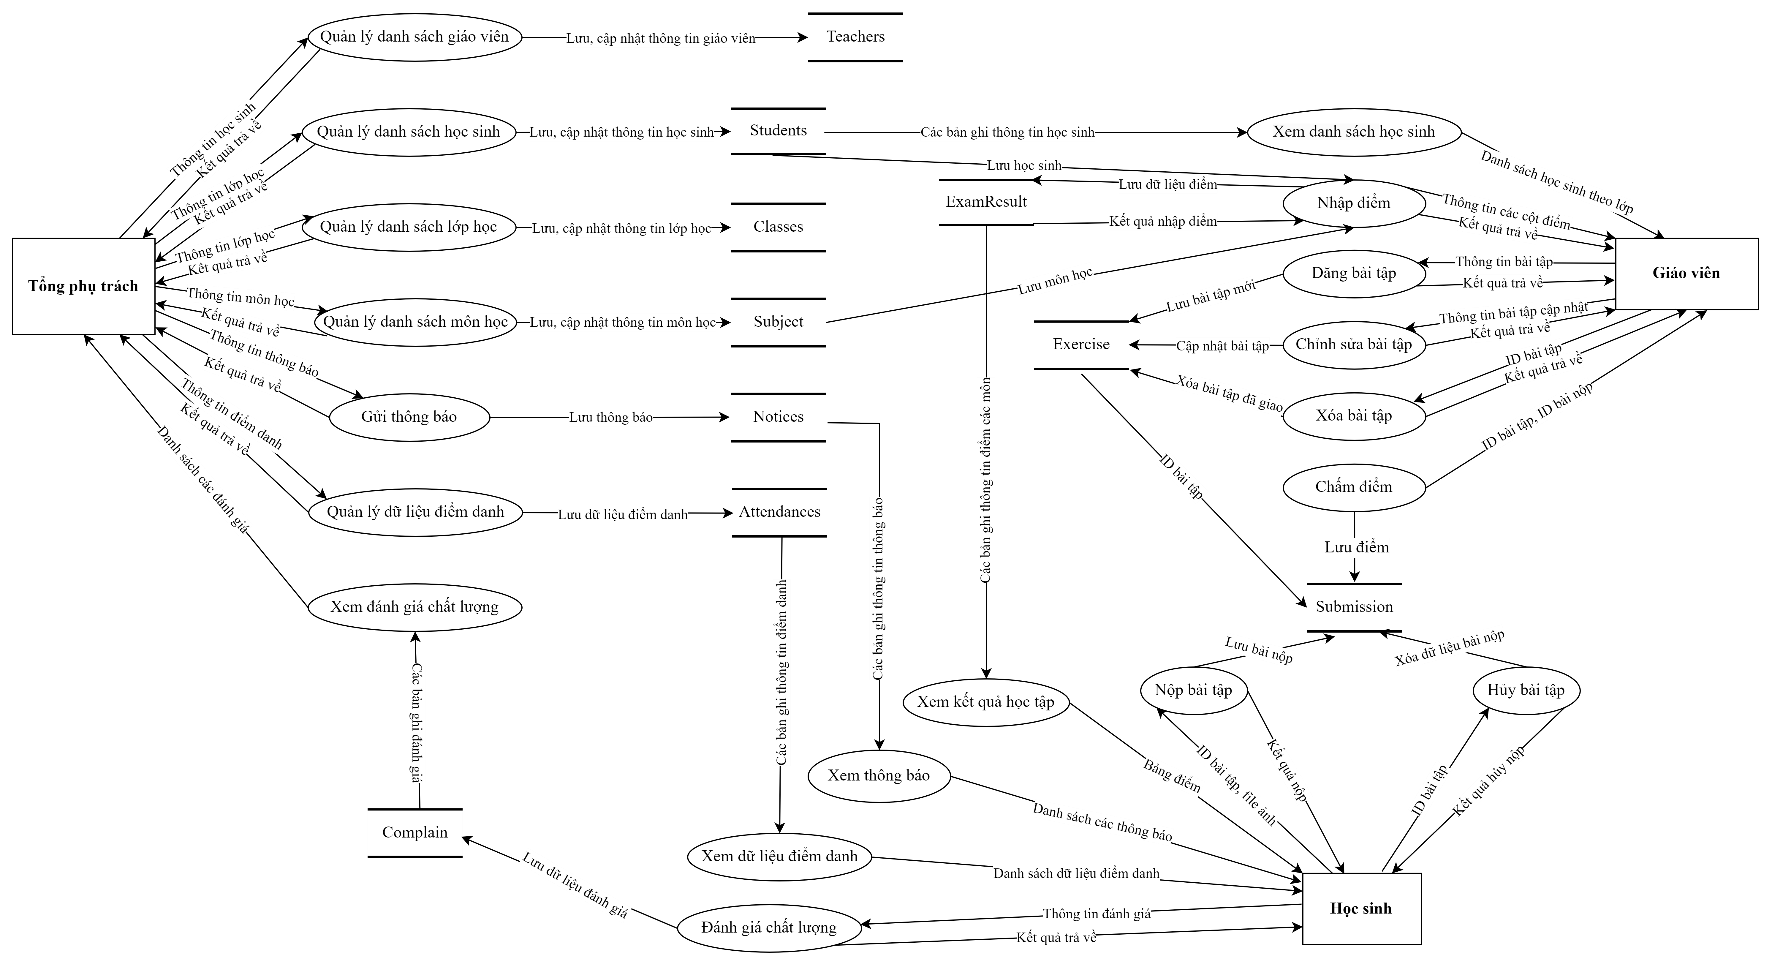 Quản lý danh sách giáo viên
Lưu, cập nhật thông tin giáo viên
Teachers
Thông tin học sinh
Kết quả trả về
Quản lý danh sách học sinh
Lưu, cập nhật thông tin học sinh
Students
Các bản ghi thông tin học sinh
Xem danh sách học sinh
Danh sách học sinh theo lớp
Thông tin lớp học
Kết quả trả về
Lưu học sinh
Lưu dữ liệu điểm
ExamResult
Kết quả nhập điểm
Nhập điểm
Thông tin các cột điểm
Kết quả trả về
Quản lý danh sách lớp học
Lưu, cập nhật thông tin lớp học
Classes
Thông tin lớp học
Kết quả trả về
Tổng phụ trách
Giáo viên
Thông tin bài tập
Đăng bài tập
Kết quả trả về
Lưu môn học
Lưu bài tập mới
Thông tin môn học
Kết quả trả về
Quản lý danh sách môn học
Lưu, cập nhật thông tin môn học
Subject
Thông tin bài tập cập nhật
Kết quả trả về
Exercise
Cập nhật bài tập
Chỉnh sửa bài tập
ID bài tập
Kết quả trả về
Xóa bài tập đã giao
Xóa bài tập
Thông tin thông báo
Kết quả trả về
Gửi thông báo
Lưu thông báo
Notices
Các bản ghi thông tin điểm các môn
ID bài tập, ID bài nộp
Thông tin điểm danh
Kết quả trả về
Danh sách các đánh giá
ID bài tập
Chấm điểm
Quản lý dữ liệu điểm danh
Lưu dữ liệu điểm danh
Attendances
Lưu điểm
Các bản ghi thông tin thông báo
Các bản ghi thông tin điểm danh
Xem đánh giá chất lượng
Submission
Lưu bài nộp
Xóa dữ liệu bài nộp
Các bản ghi đánh giá
Xem kết quả học tập
Nộp bài tập
Hủy bài tập
Xem thông báo
Bảng điểm
ID bài tập, file ảnh
Kết quả nộp
ID bài tập
Kết quả hủy nộp
Danh sách các thông báo
Complain
Xem dữ liệu điểm danh
Danh sách dữ liệu điểm danh
Lưu dữ liệu đánh giá
Học sinh
Thông tin đánh giá
Đánh giá chất lượng
Kết quả trả về